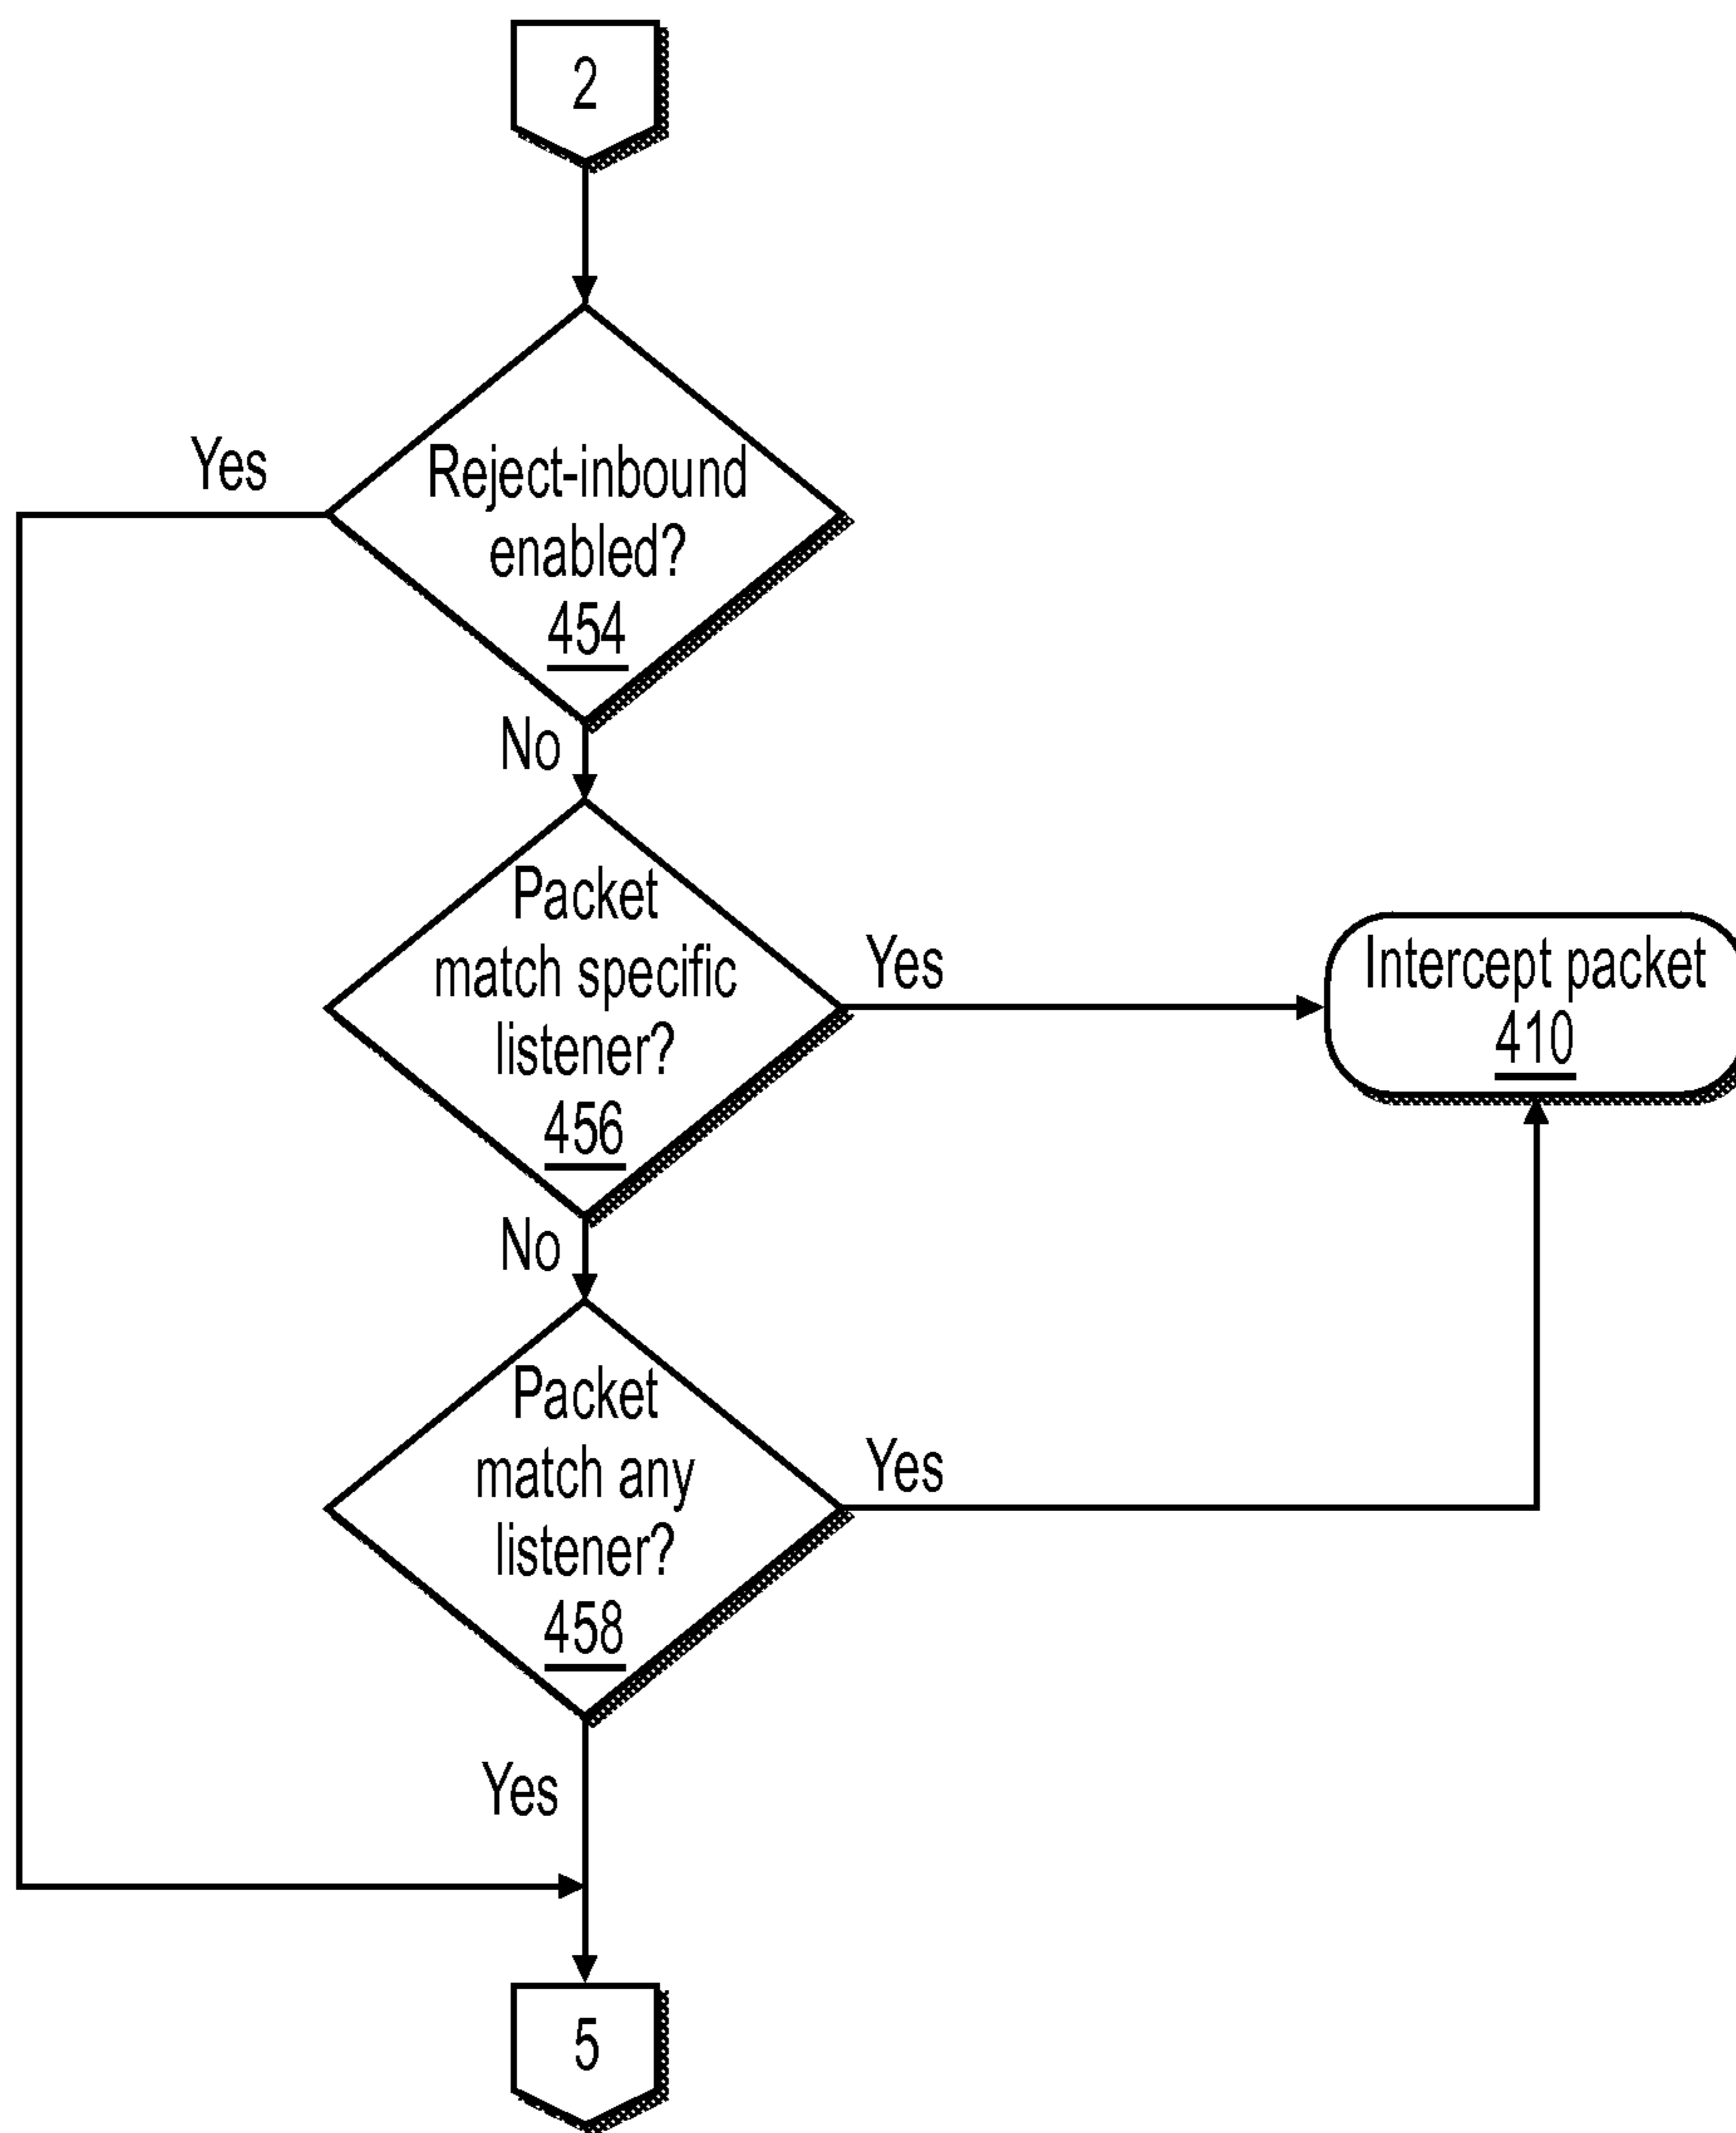 2
Yes
Reject-inbound
enabled?
454
No
Packet
match specific
listener?
456
Yes
Intercept packet
410
No
Packet
match any
listener?
458
Yes
Yes
5